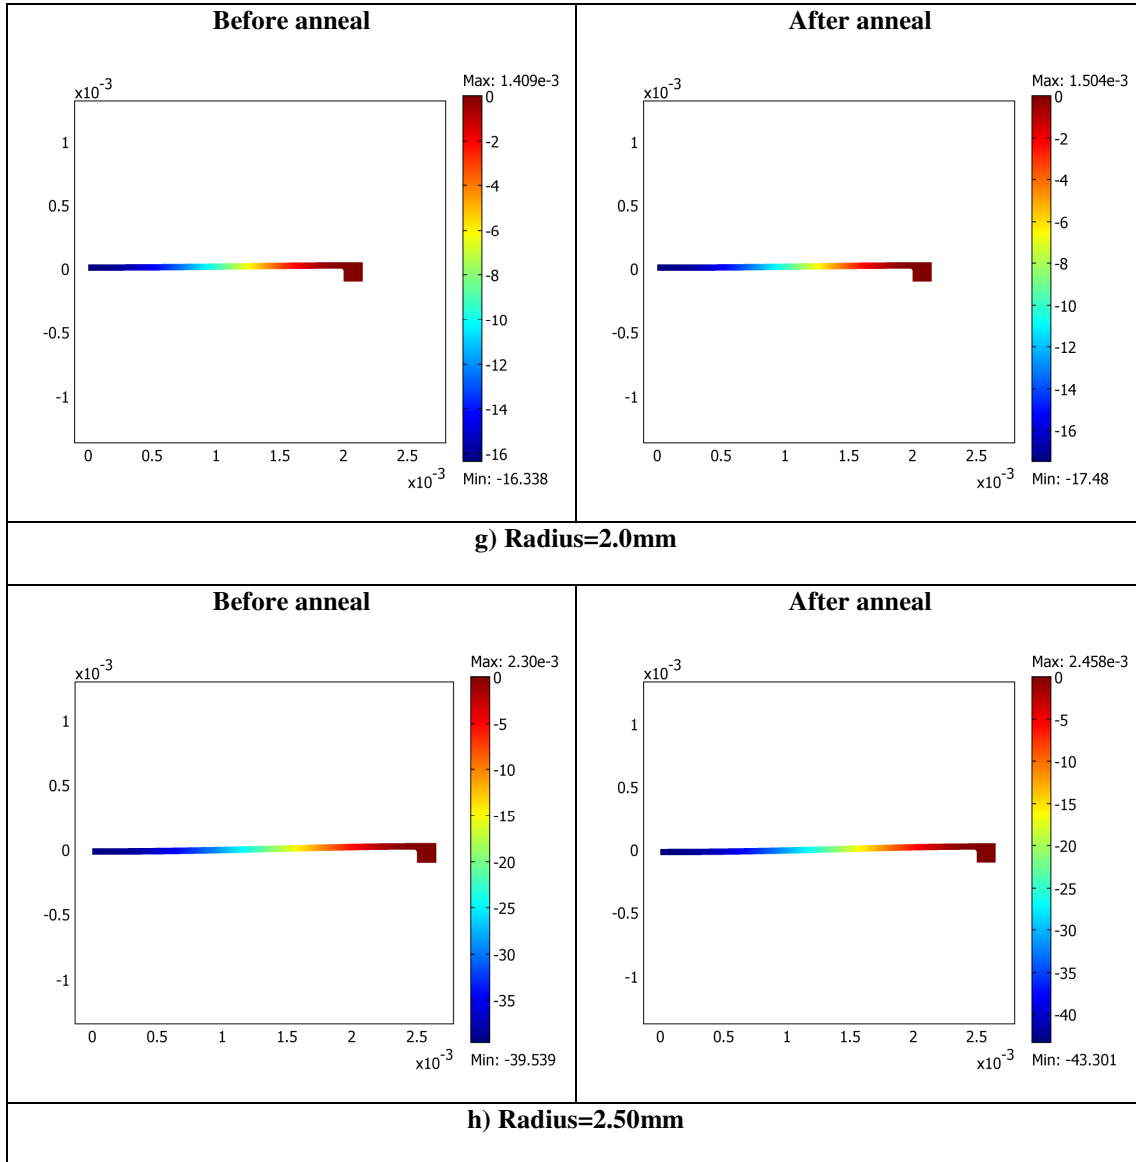 Before anneal
After anneal
x10^-3
Max: 1.409e-3
1
0.5
0
-0.5
-1
0
-2
-4
-6
-8
-10
-12
-14
-16
0 0.5 1 1.5 2 2.5
x10^-3
Min: -16.338
x10^-3
Max: 1.504e-3
1
0.5
0
-0.5
-1
0
-2
-4
-6
-8
-10
-12
-14
-16
0 0.5 1 1.5 2 2.5
x10^-3
Min: -17.48
g) Radius=2.0mm
Before anneal
After anneal
x10^-3
Max: 2.30e-3
1
0.5
0
-0.5
-1
0
-5
-10
-15
-20
-25
-30
-35
0 0.5 1 1.5 2 2.5
x10^-3
Min: -39.539
x10^-3
Max: 2.458e-3
1
0.5
0
-0.5
-1
0
-5
-10
-15
-20
-25
-30
-35
-40
0 0.5 1 1.5 2 2.5
x10^-3
Min: -43.301
h) Radius=2.50mm